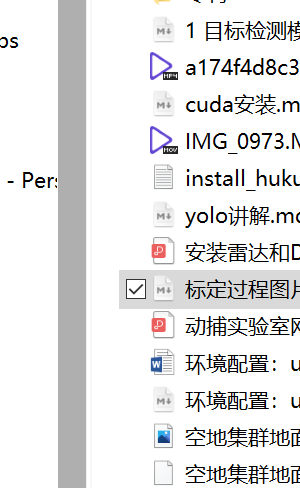 ps
- Pers
1 目标检测模
a174f4d8c3
cuda安装.m
IMG_0973.M
install_huku
yolo讲解.mc
安装雷达和D
标定过程图片
动捕实验室网
环境配置：u
环境配置：u
空地集群地面
空地集群地面